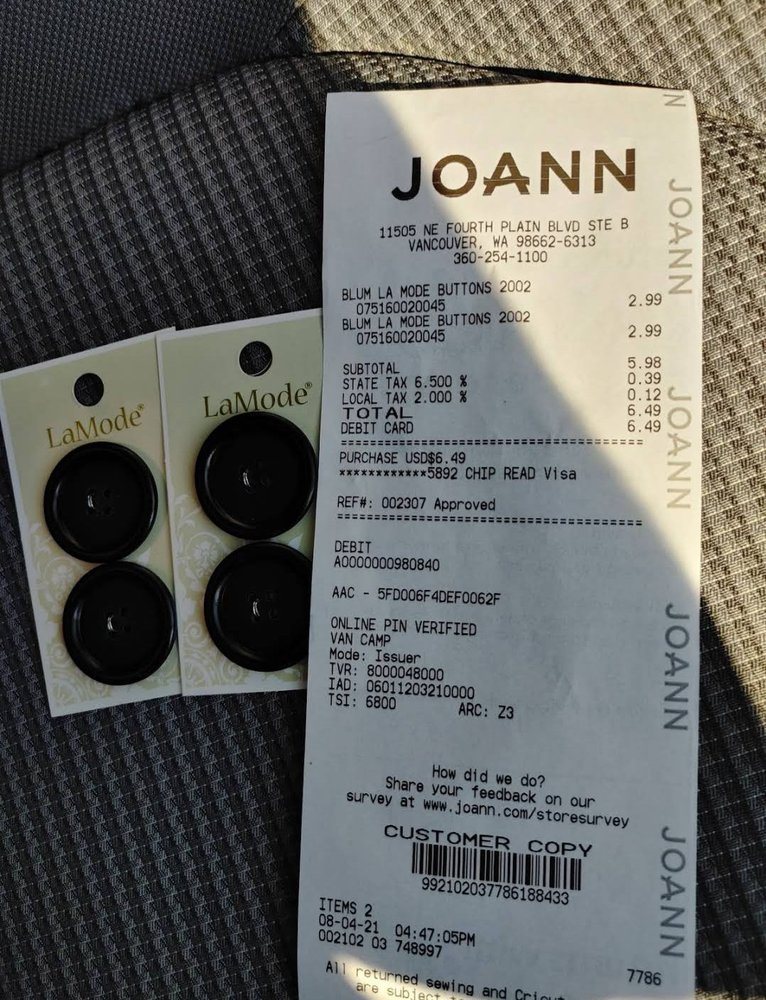 LaMode®
LaMode®
JOANN
11505 NE FOURTH PLAIN BLVD STE B
VANCOUVER, WA 98662-6313
360-254-1100
BLUM LA MODE BUTTONS 2002
075160020045 2.99
BLUM LA MODE BUTTONS 2002
075160020045 2.99
SUBTOTAL 5.98
STATE TAX 6.500 % 0.39
LOCAL TAX 2.000 % 0.12
TOTAL 6.49
DEBIT CARD 6.49
================================
PURCHASE USD$6.49
************5892 CHIP READ Visa
REF#: 002307 Approved
================================
DEBIT
A0000000980840
AAC - 5FD006F4DEF0062F
ONLINE PIN VERIFIED
VAN CAMP
Mode: Issuer
TVR: 8000048000
IAD: 06011203210000
TSI: 6800 ARC: Z3
How did we do?
Share your feedback on our
survey at www.joann.com/storesurvey
CUSTOMER COPY
992102037786188433
ITEMS 2
08-04-21 04:47:05PM
002102 03 748997 7786
All returned sewing and Cricut
are subject
N
JOANN
JOANN
JOANN
JOANN